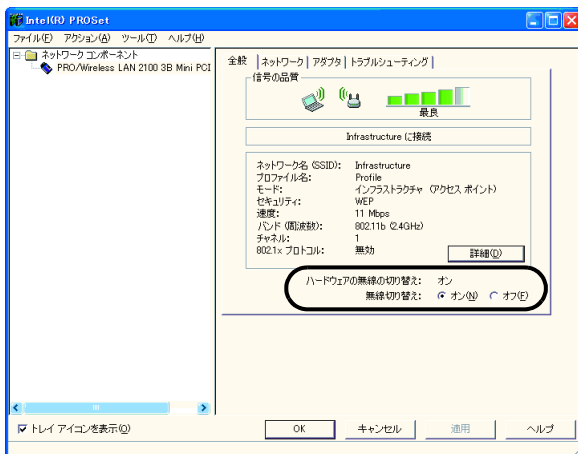 Intel(R) PROSet
ファイル(F) アクション(A) ツール(T) ヘルプ(H)
ネットワーク コンポーネント
PRO/Wireless LAN 2100 3B Mini PCI
全般 ネットワーク アダプタ トラブルシューティング
信号の品質
最良
Infrastructure に接続
ネットワーク名 (SSID): Infrastructure
プロファイル名: Profile
モード: インフラストラクチャ (アクセス ポイント)
セキュリティ: WEP
速度: 11 Mbps
バンド (周波数): 802.11b (2.4GHz)
チャネル: 1
802.1x プロトコル: 無効
詳細(D)
ハードウェアの無線の切り替え: オン
無線切り替え: オン(N) オフ(F)
トレイ アイコンを表示(O)
OK キャンセル 適用 ヘルプ